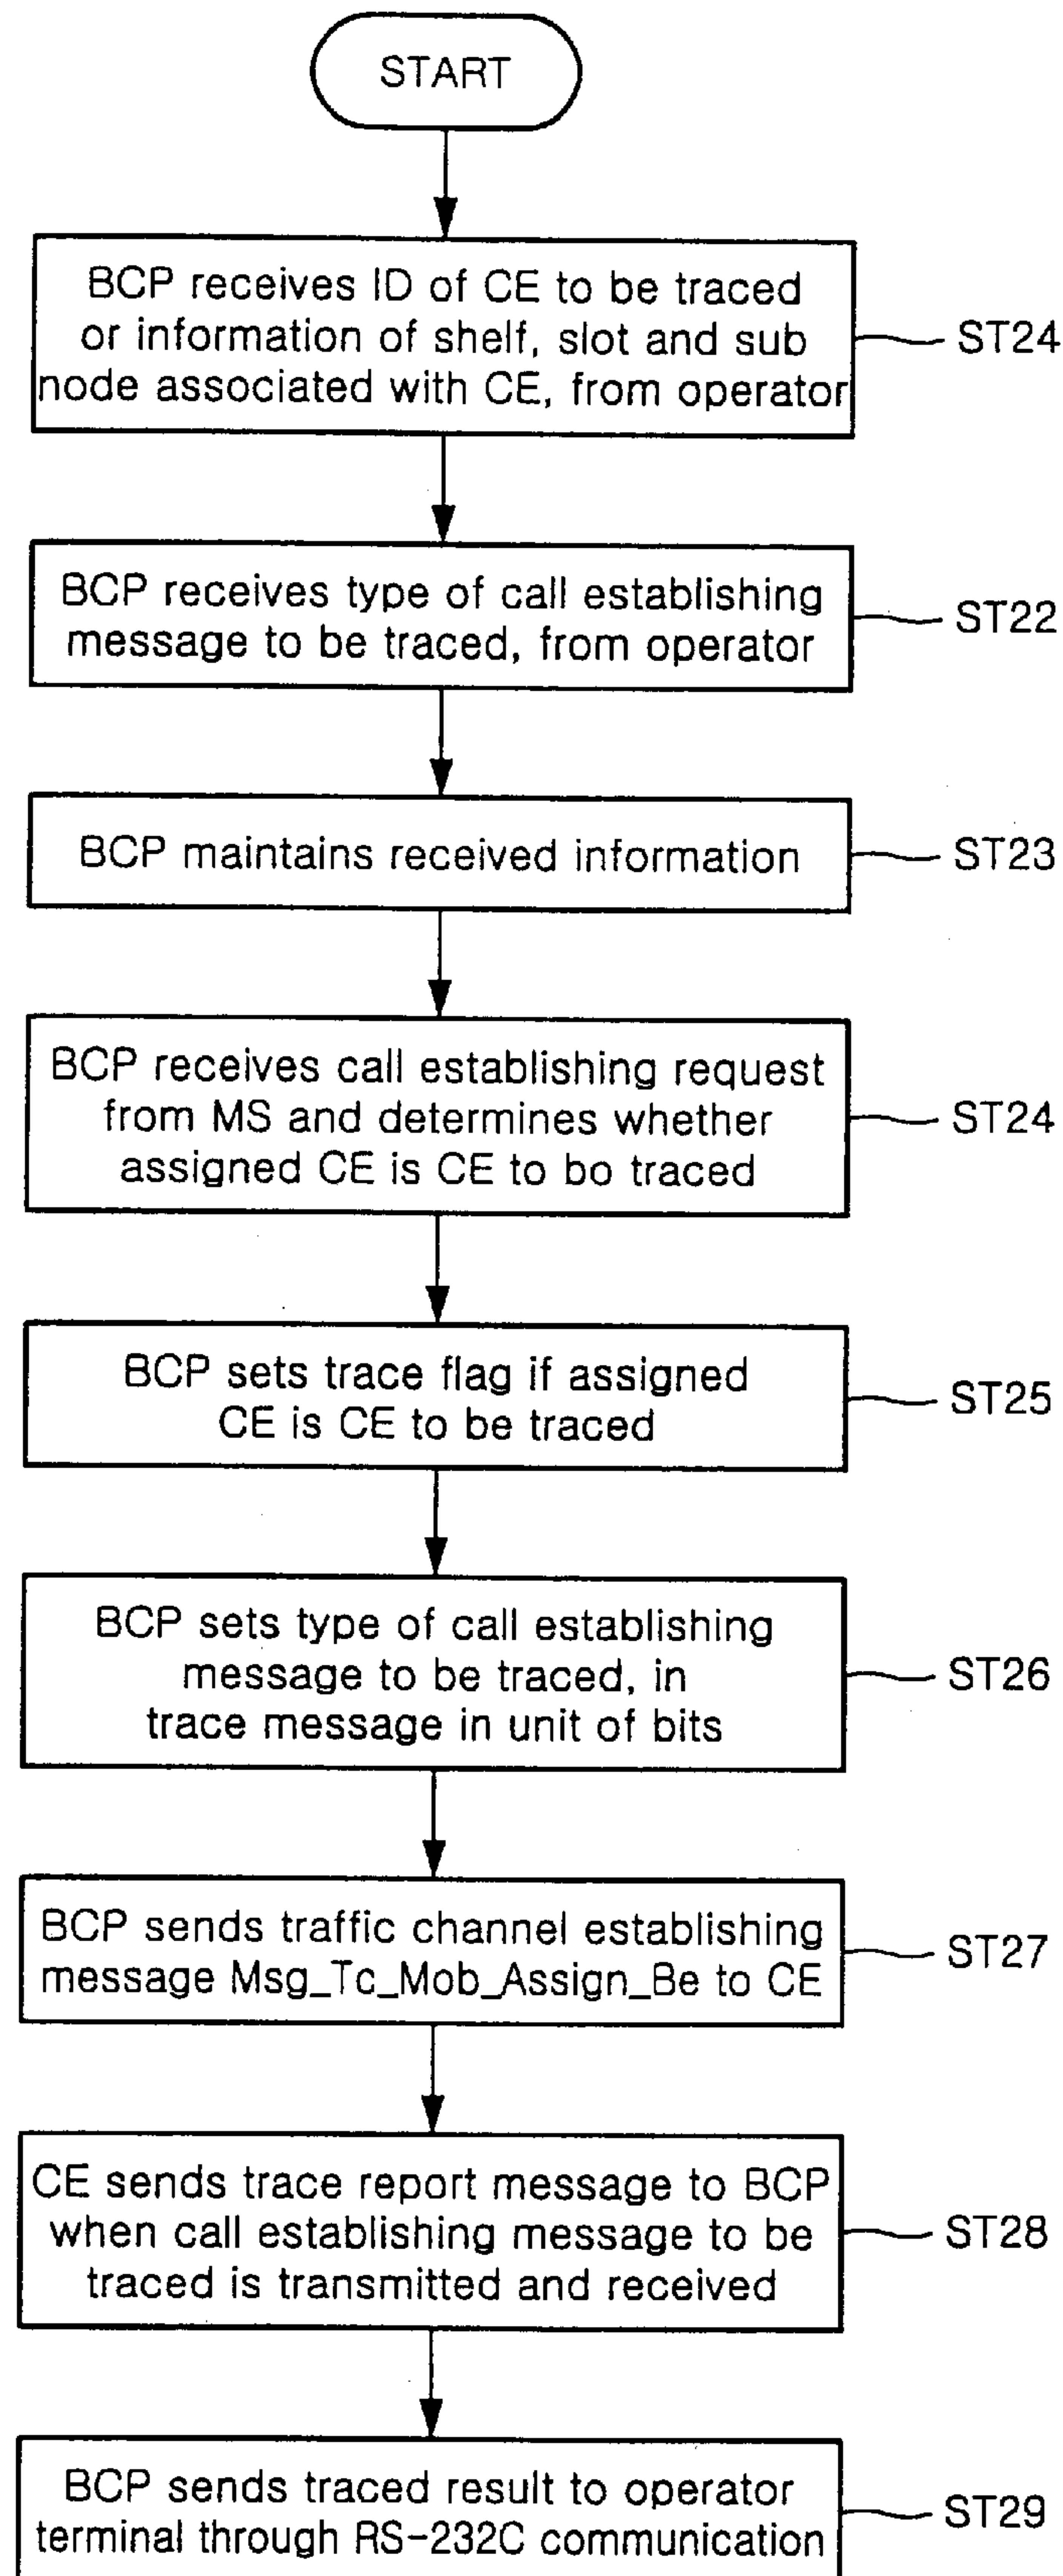 START
BCP receives ID of CE to be traced
or information of shelf, slot and sub
node associated with CE, from operator
ST24
BCP receives type of call establishing
message to be traced, from operator
ST22
BCP maintains received information
ST23
BCP receives call establishing request
from MS and determines whether
assigned CE is CE to bo traced
ST24
BCP sets trace flag if assigned
CE is CE to be traced
ST25
BCP sets type of call establishing
message to be traced, in
trace message in unit of bits
ST26
BCP sends traffic channel establishing
message Msg_Tc_Mob_Assign_Be to CE
ST27
CE sends trace report message to BCP
when call establishing message to be
traced is transmitted and received
ST28
BCP sends traced result to operator
terminal through RS-232C communication
ST29